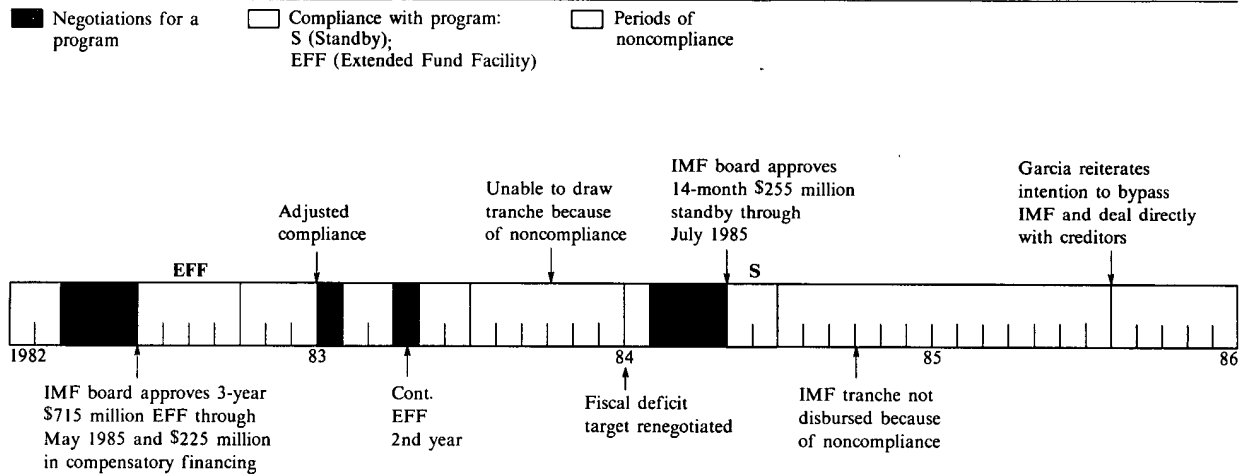 Negotiations for a
program
Compliance with program:
S (Standby);
EFF (Extended Fund Facility)
Periods of
noncompliance
Adjusted
compliance
Unable to draw
tranche because
of noncompliance
IMF board approves
14-month $255 million
standby through
July 1985
Garcia reiterates
intention to bypass
IMF and deal directly
with creditors
EFF
S
1982
83
84
85
86
IMF board approves 3-year
$715 million EFF through
May 1985 and $225 million
in compensatory financing
Cont.
EFF
2nd year
Fiscal deficit
target renegotiated
IMF tranche not
disbursed because
of noncompliance